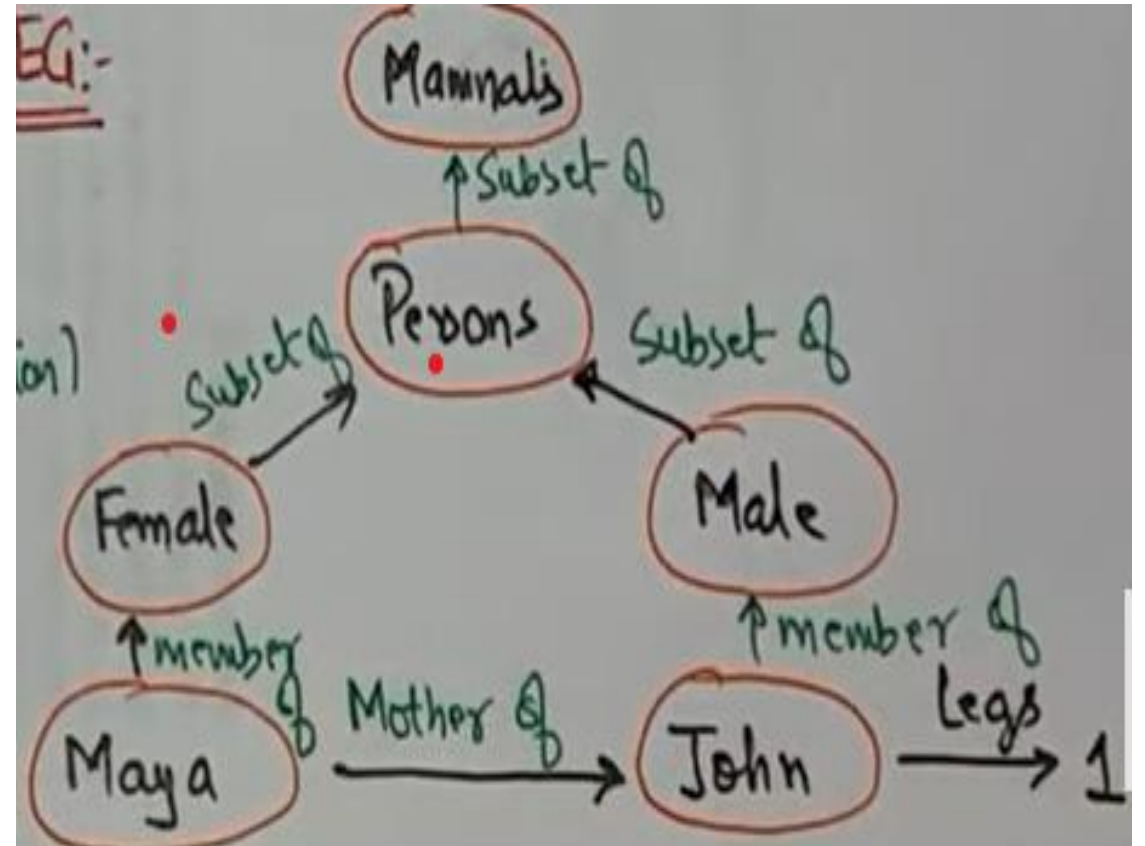 EG:-
Mammals
Subset of
Persons
Subset of
Subset of
ion)
Female
Male
member of
member of
Maya
Mother of
John
Legs
1